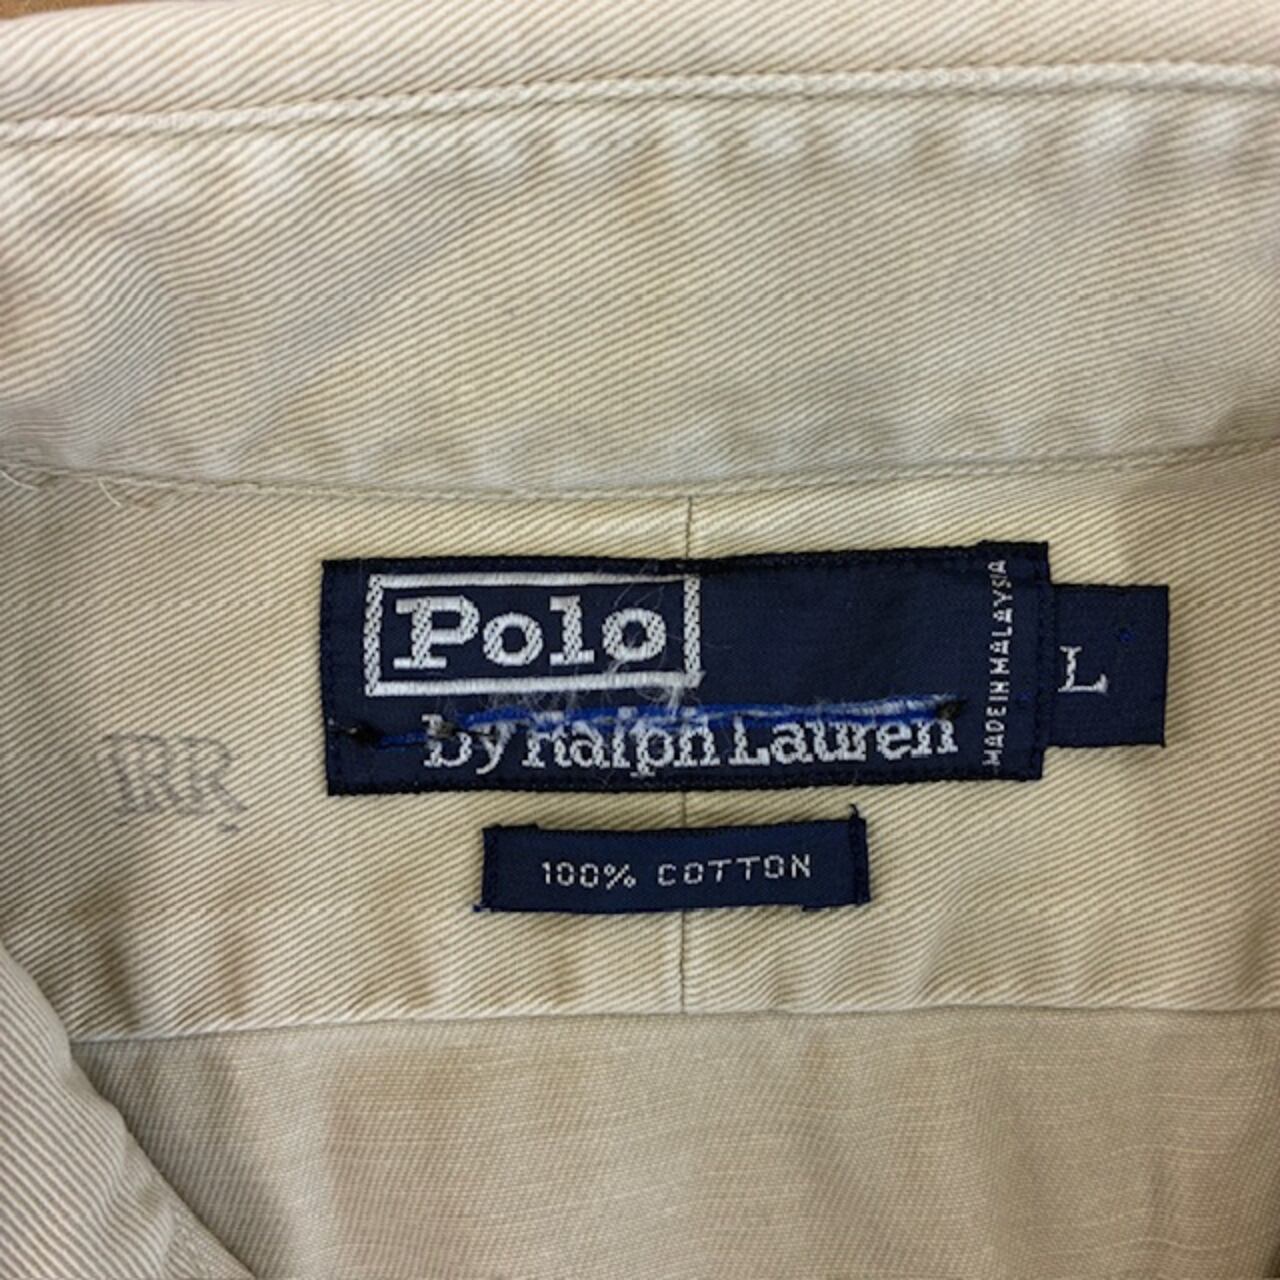 Polo
by Ralph Lauren
MADE IN MALAYSIA
L
100% COTTON